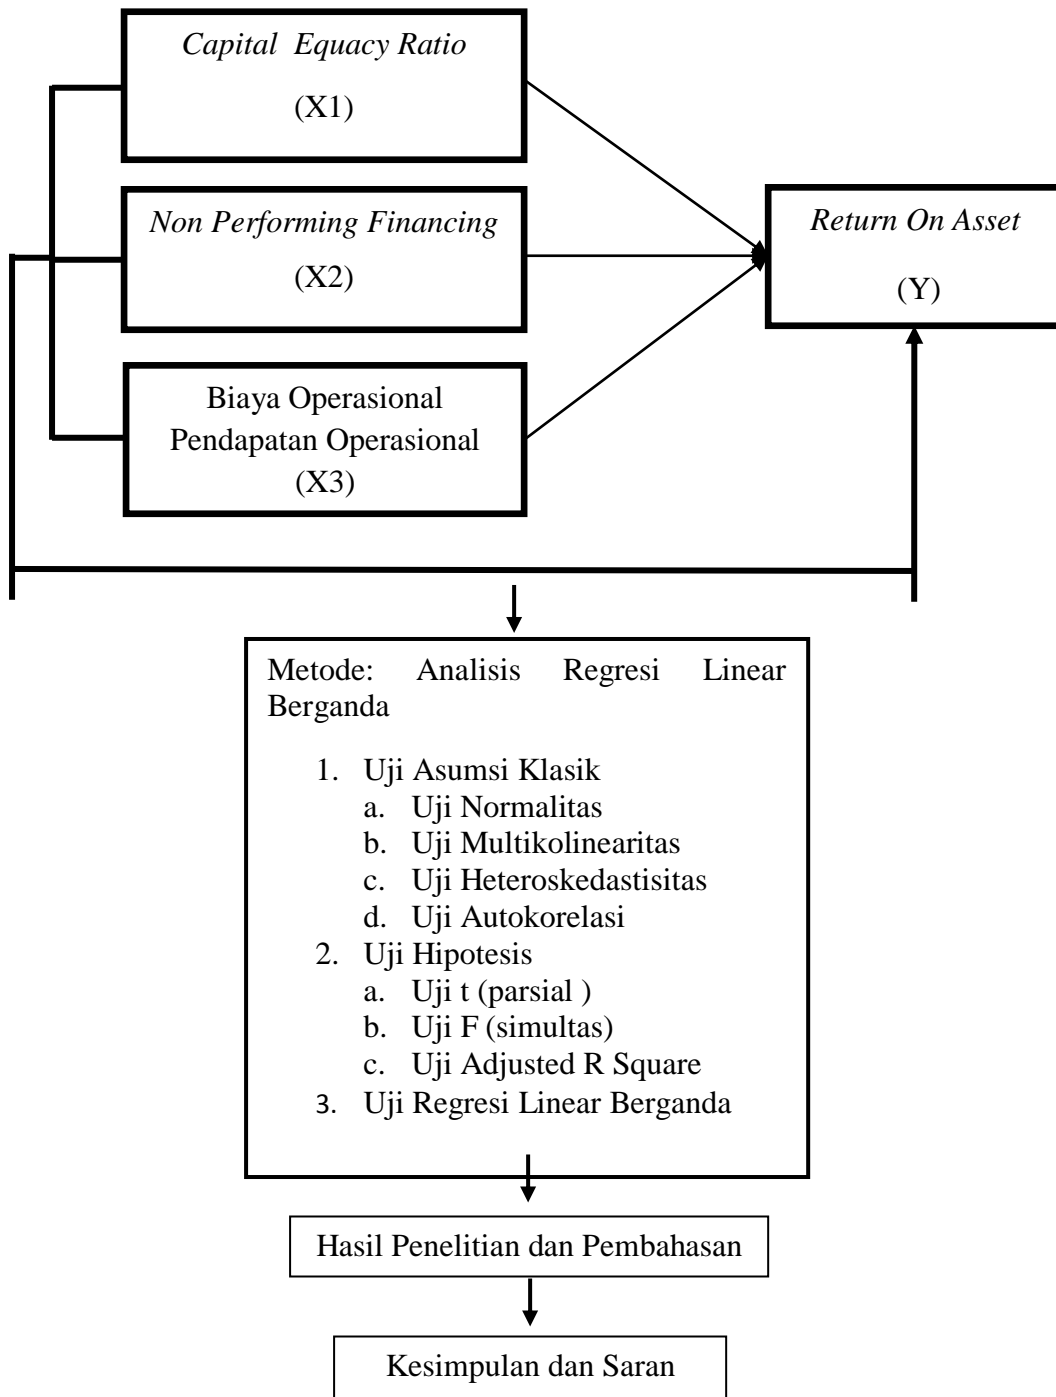 Capital Equacy Ratio
(X1)
Non Performing Financing
(X2)
Return On Asset
(Y)
Biaya Operasional
Pendapatan Operasional
(X3)
Metode: Analisis Regresi Linear
Berganda
1. Uji Asumsi Klasik
a. Uji Normalitas
b. Uji Multikolinearitas
c. Uji Heteroskedastisitas
d. Uji Autokorelasi
2. Uji Hipotesis
a. Uji t (parsial )
b. Uji F (simultas)
c. Uji Adjusted R Square
3. Uji Regresi Linear Berganda
Hasil Penelitian dan Pembahasan
Kesimpulan dan Saran